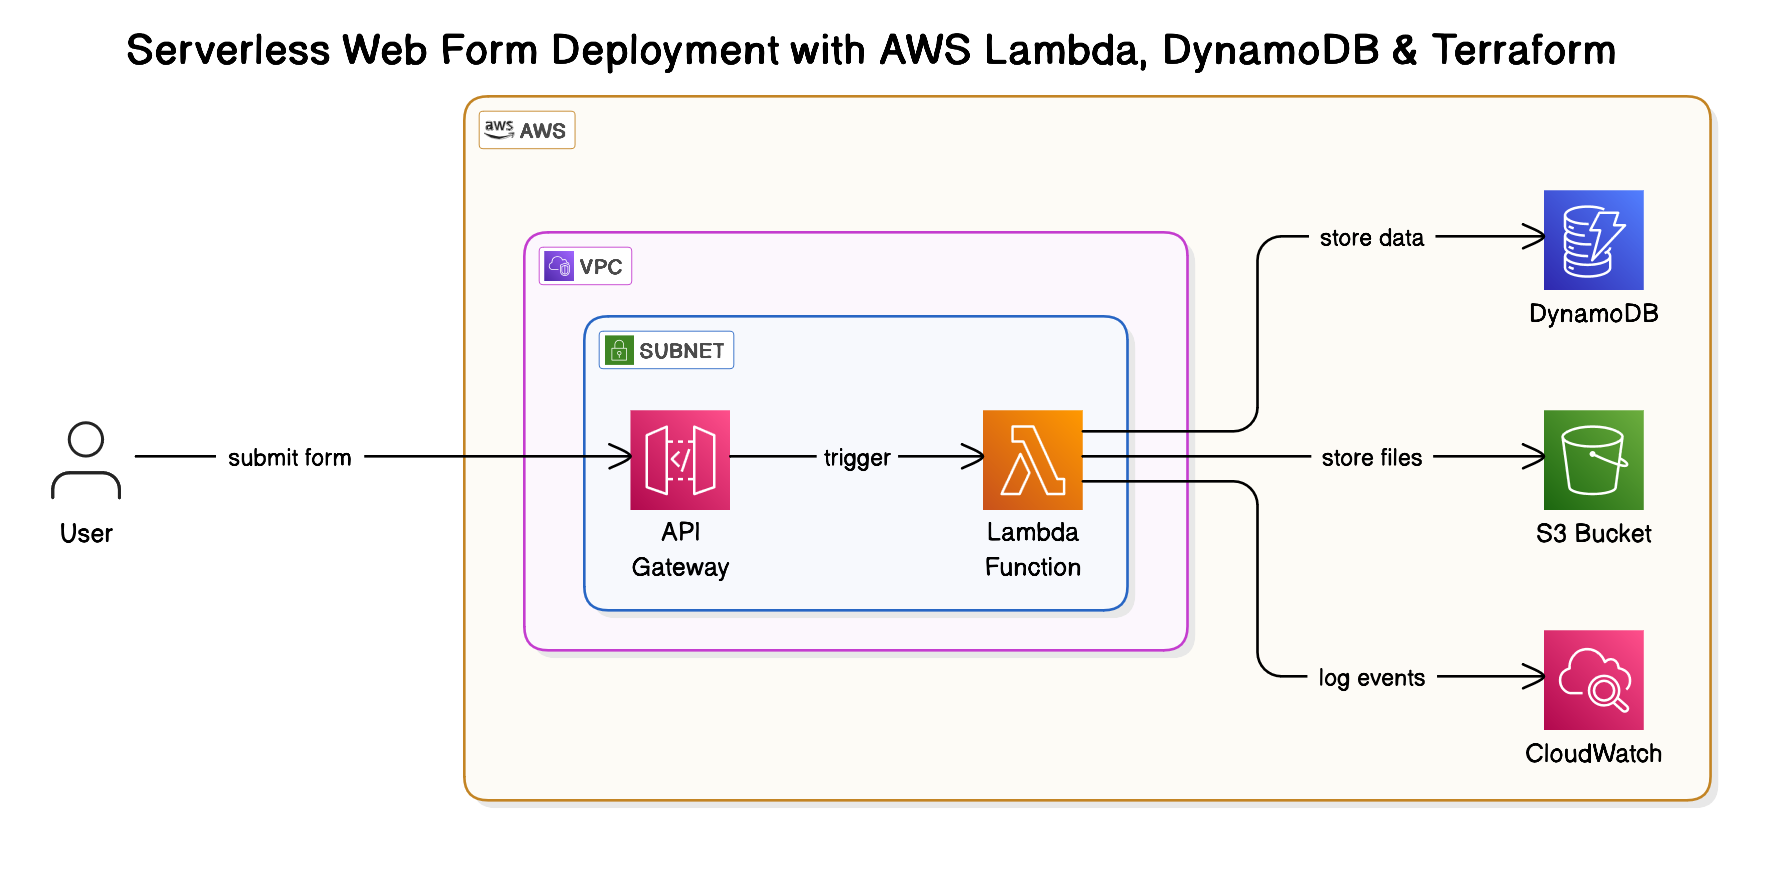 Serverless Web Form Deployment with AWS Lambda, DynamoDB & Terraform
aws AWS
VPC
SUBNET
store data
DynamoDB
submit form
trigger
store files
User
API
Gateway
Lambda
Function
S3 Bucket
log events
CloudWatch